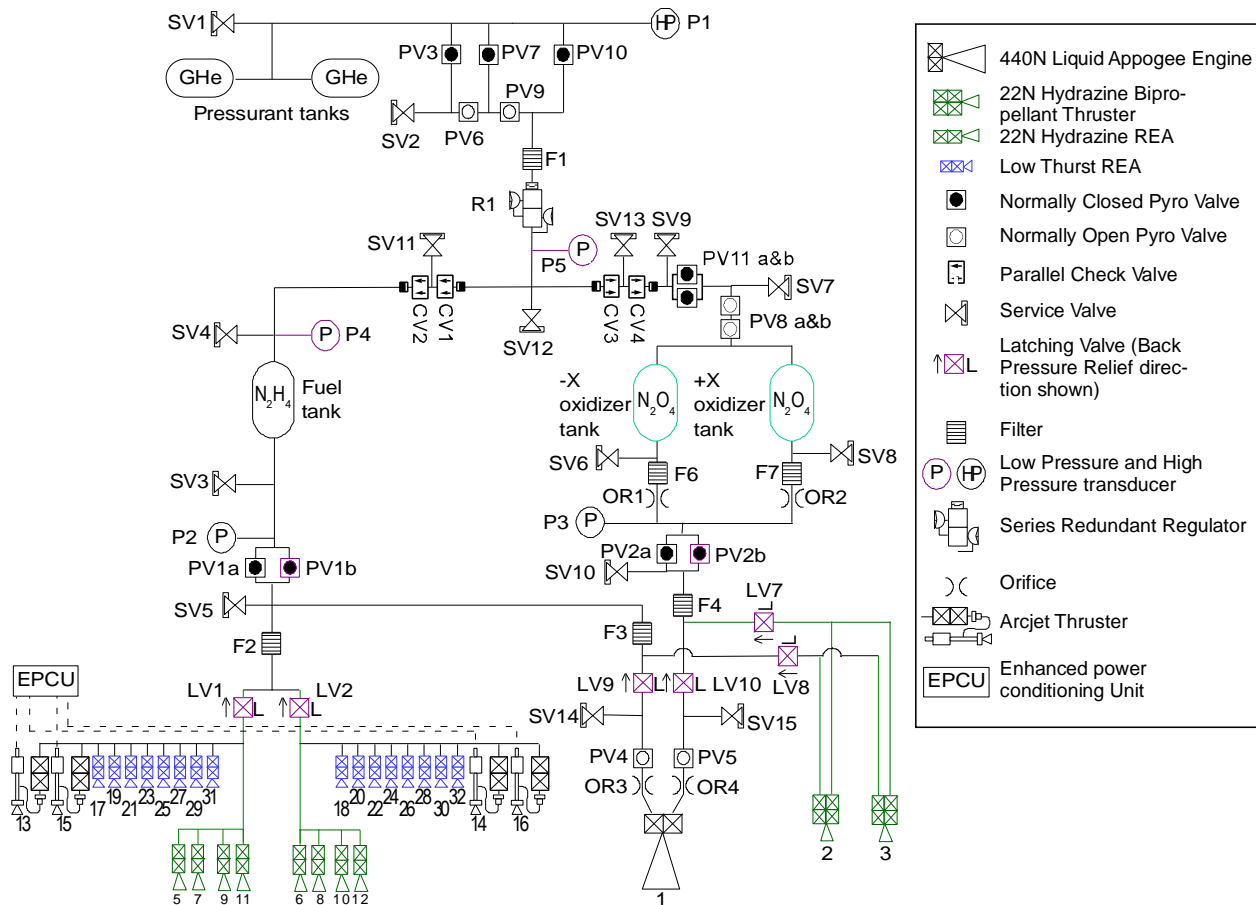 SV1
HP P1
PV3 PV7 PV10
GHe GHe
Pressurant tanks
PV9
SV2 PV6
F1
R1
SV13 SV9
SV11
P
P5
PV11 a&b
SV7
CV2 CV1 CV3 CV4
PV8 a&b
SV12
SV4 P P4
N2H4 Fuel
tank
-X
oxidizer
tank
N2O4
+X
oxidizer
tank
N2O4
SV3
SV6 F6 F7 SV8
OR1 OR2
P2 P
P3 P
PV1a PV1b
PV2a PV2b
SV10
SV5
F2
F3 F4
LV7
L
L
LV8
EPCU
LV1 LV2
L L
LV9 L L LV10
SV14 SV15
PV4 PV5
OR3 OR4
13 15 17 19 21 23 25 27 29 31
18 20 22 24 26 28 30 32 14 16
5 7 9 11 6 8 10 12
1 2 3
440N Liquid Appogee Engine
22N Hydrazine Bipro-
pellant Thruster
22N Hydrazine REA
Low Thurst REA
Normally Closed Pyro Valve
Normally Open Pyro Valve
Parallel Check Valve
Service Valve
L Latching Valve (Back
Pressure Relief direc-
tion shown)
Filter
P HP Low Pressure and High
Pressure transducer
Series Redundant Regulator
Orifice
Arcjet Thruster
EPCU Enhanced power
conditioning Unit